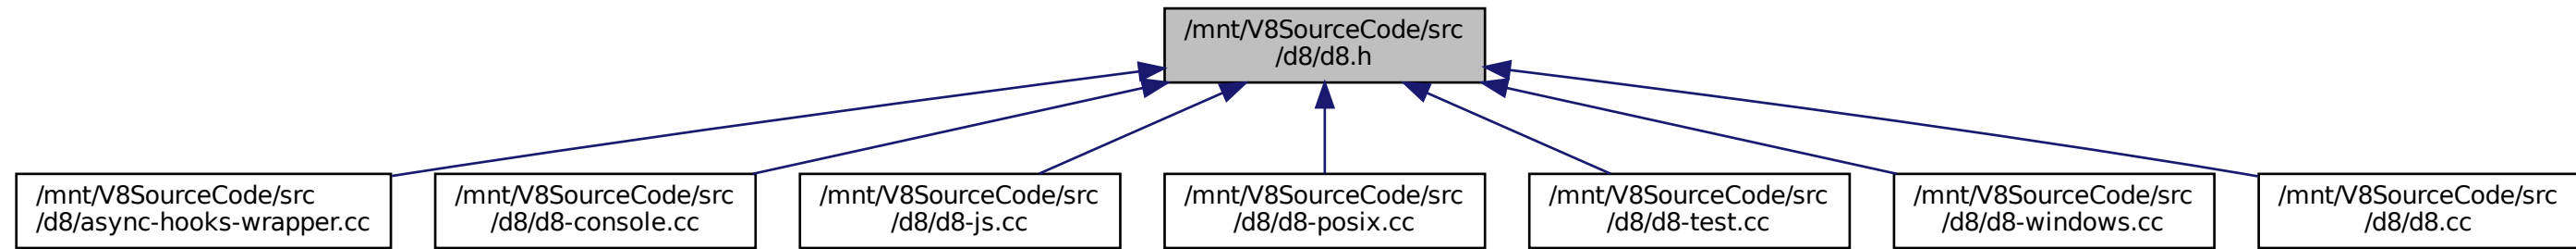 /mnt/V8SourceCode/src
/d8/d8.h
/mnt/V8SourceCode/src
/d8/async-hooks-wrapper.cc
/mnt/V8SourceCode/src
/d8/d8-console.cc
/mnt/V8SourceCode/src
/d8/d8-js.cc
/mnt/V8SourceCode/src
/d8/d8-posix.cc
/mnt/V8SourceCode/src
/d8/d8-test.cc
/mnt/V8SourceCode/src
/d8/d8-windows.cc
/mnt/V8SourceCode/src
/d8/d8.cc